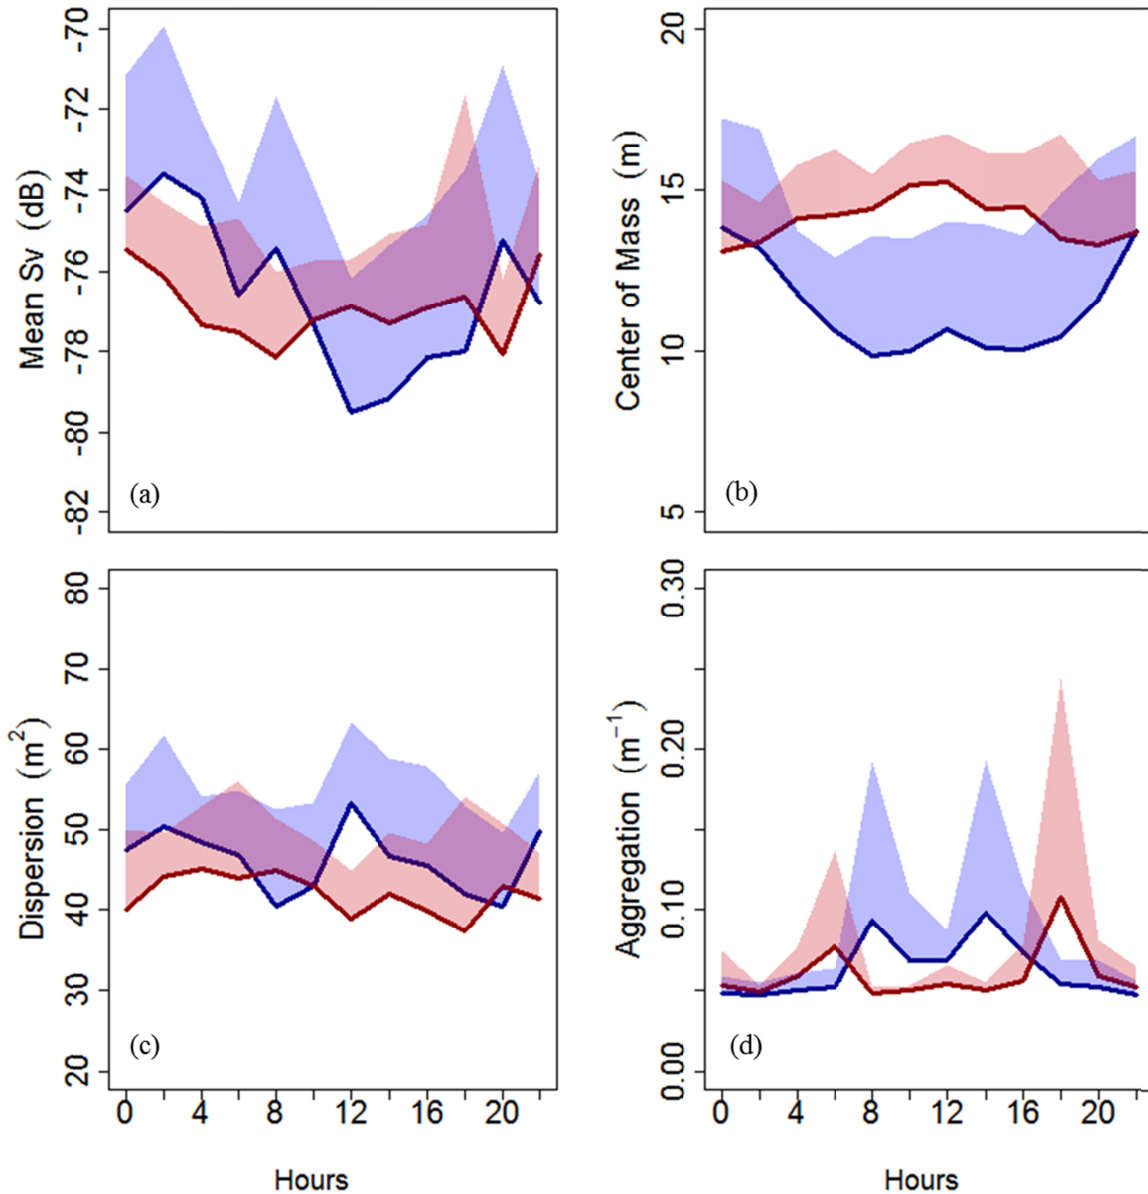 -70
-72
-74
-76
-78
-80
-82
Mean Sv (dB)
(a)
20
15
10
5
Center of Mass (m)
(b)
80
70
60
50
40
30
20
Dispersion (m²)
(c)
0 4 8 12 16 20
Hours
0.30
0.20
0.10
0.00
Aggregation (m⁻¹)
(d)
0 4 8 12 16 20
Hours